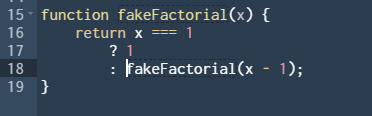 15 function fakeFactorial(x) {
16     return x === 1
17         ? 1
18         : fakeFactorial(x - 1);
19 }